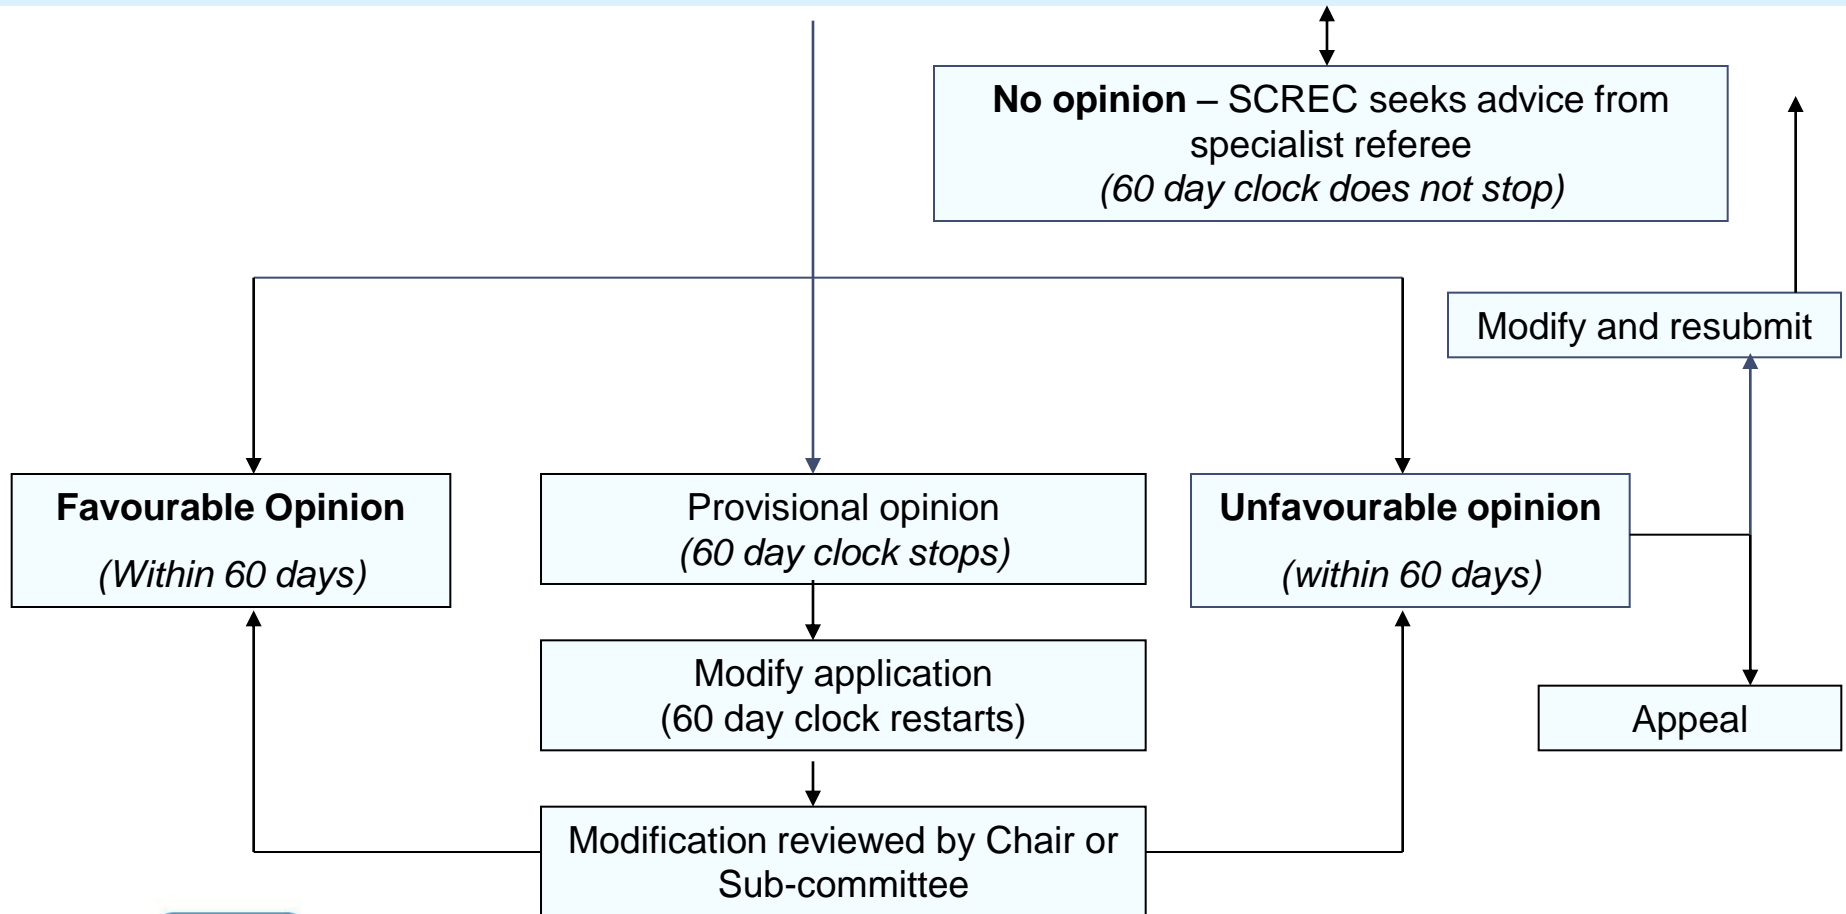 No opinion – SCREC seeks advice from
specialist referee
(60 day clock does not stop)
Modify and resubmit
Favourable Opinion
(Within 60 days)
Provisional opinion
(60 day clock stops)
Unfavourable opinion
(within 60 days)
Modify application
(60 day clock restarts)
Appeal
Modification reviewed by Chair or
Sub-committee